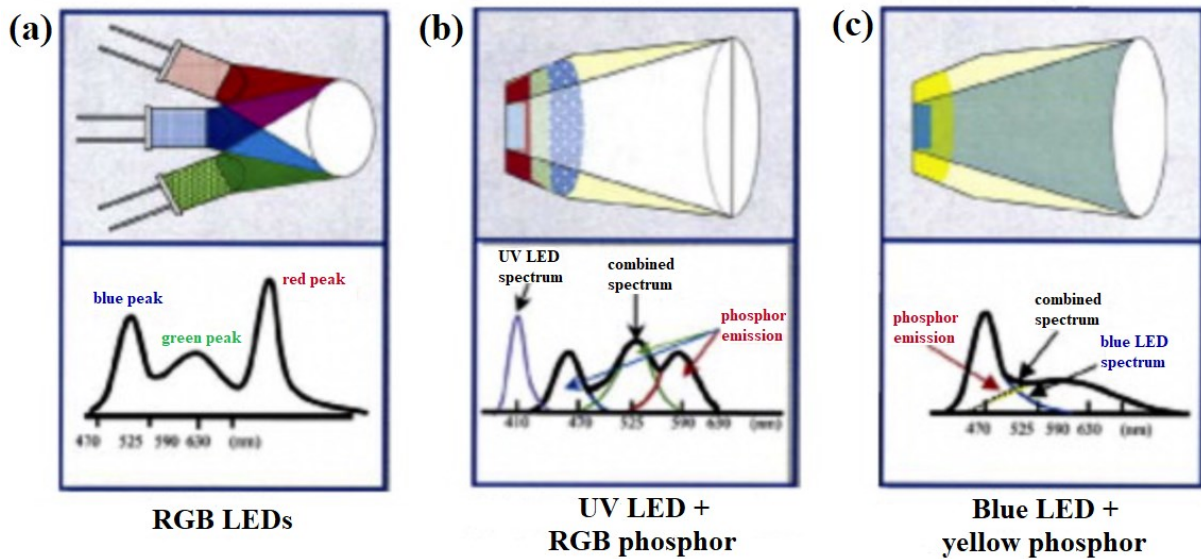 (a)
blue peak
green peak
red peak
470 525 590 630 (nm)
RGB LEDs
(b)
UV LED
spectrum
combined
spectrum
phosphor
emission
410 470 525 590 630 (nm)
UV LED +
RGB phosphor
(c)
phosphor
emission
combined
spectrum
blue LED
spectrum
470 525 590 630 (nm)
Blue LED +
yellow phosphor